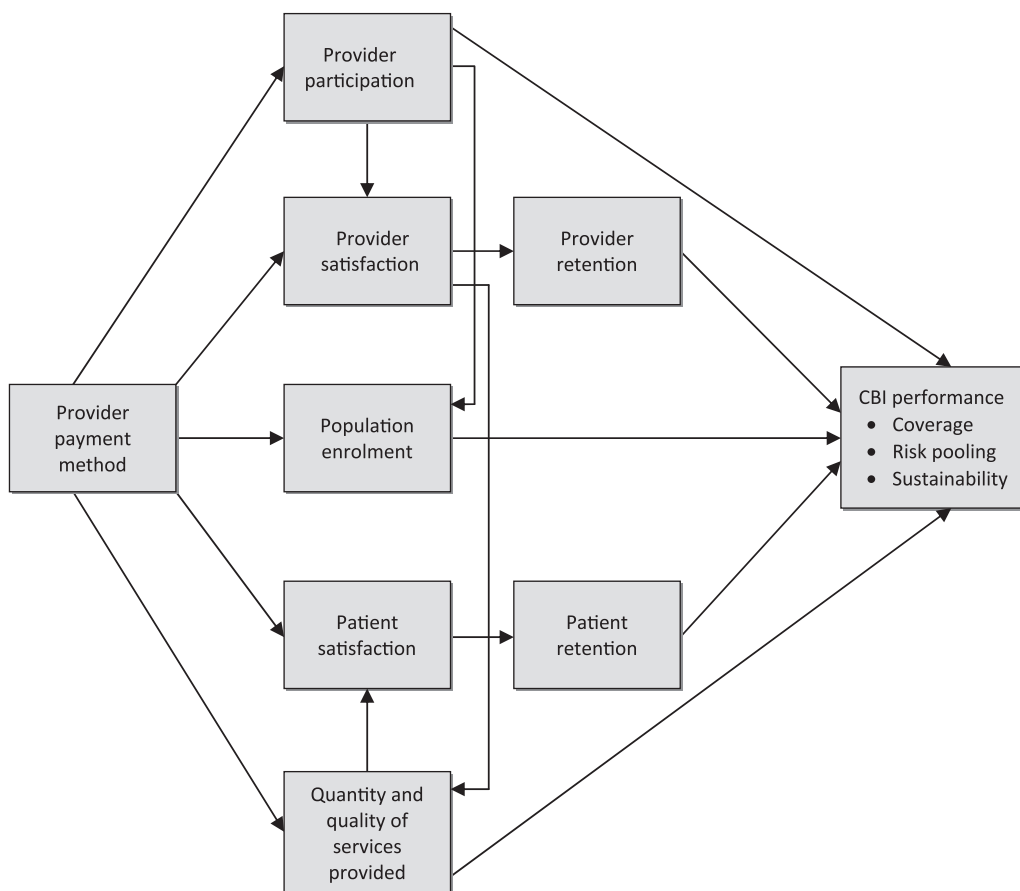 Provider
participation
Provider
satisfaction
Provider
retention
Provider
payment
method
Population
enrolment
CBI performance
• Coverage
• Risk pooling
• Sustainability
Patient
satisfaction
Patient
retention
Quantity and
quality of
services
provided